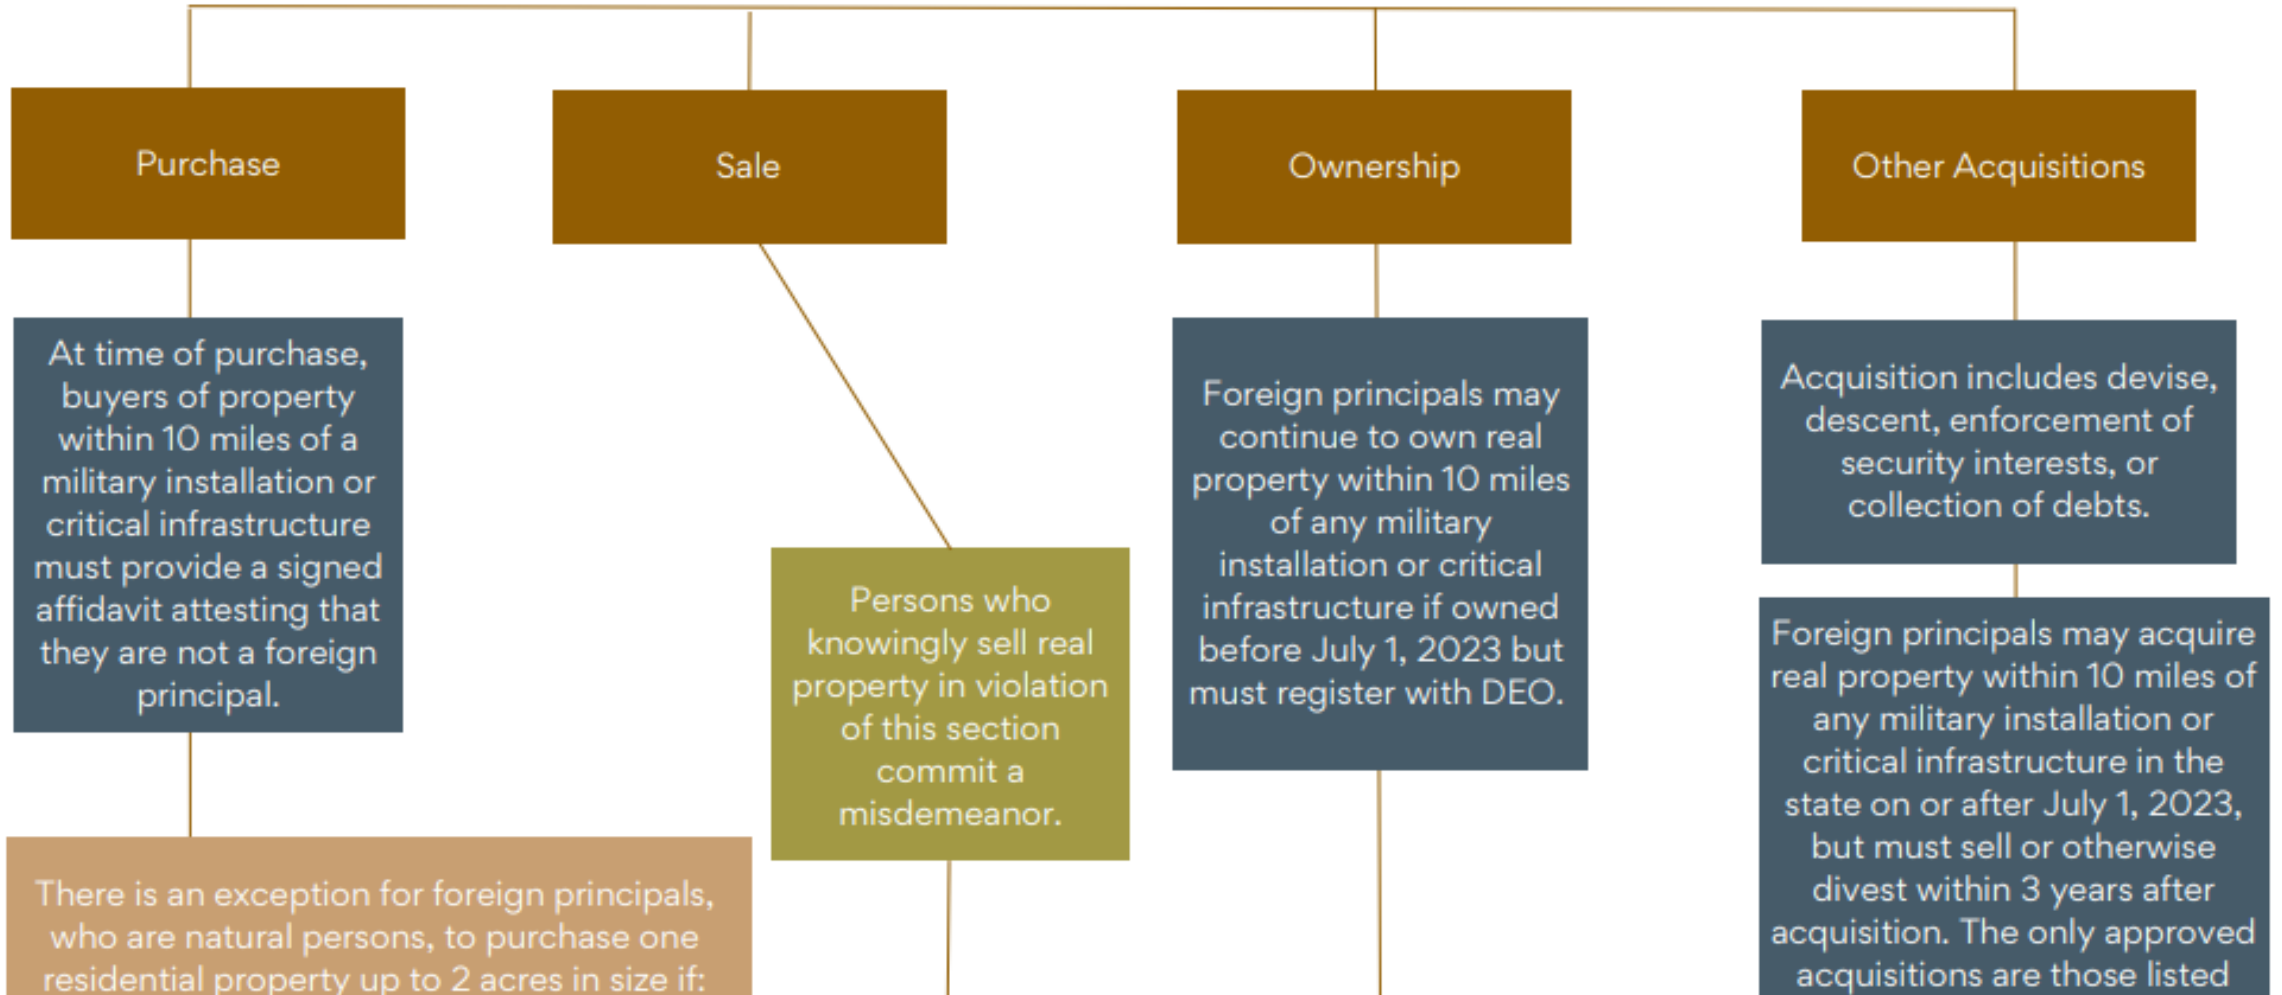 Purchase
Sale
Ownership
Other Acquisitions
At time of purchase,
buyers of property
within 10 miles of a
military installation or
critical infrastructure
must provide a signed
affidavit attesting that
they are not a foreign
principal.
There is an exception for foreign principals,
who are natural persons, to purchase one
residential property up to 2 acres in size if:
Persons who
knowingly sell real
property in violation
of this section
commit a
misdemeanor.
Foreign principals may
continue to own real
property within 10 miles
of any military
installation or critical
infrastructure if owned
before July 1, 2023 but
must register with DEO.
Acquisition includes devise,
descent, enforcement of
security interests, or
collection of debts.
Foreign principals may acquire
real property within 10 miles of
any military installation or
critical infrastructure in the
state on or after July 1, 2023,
but must sell or otherwise
divest within 3 years after
acquisition. The only approved
acquisitions are those listed